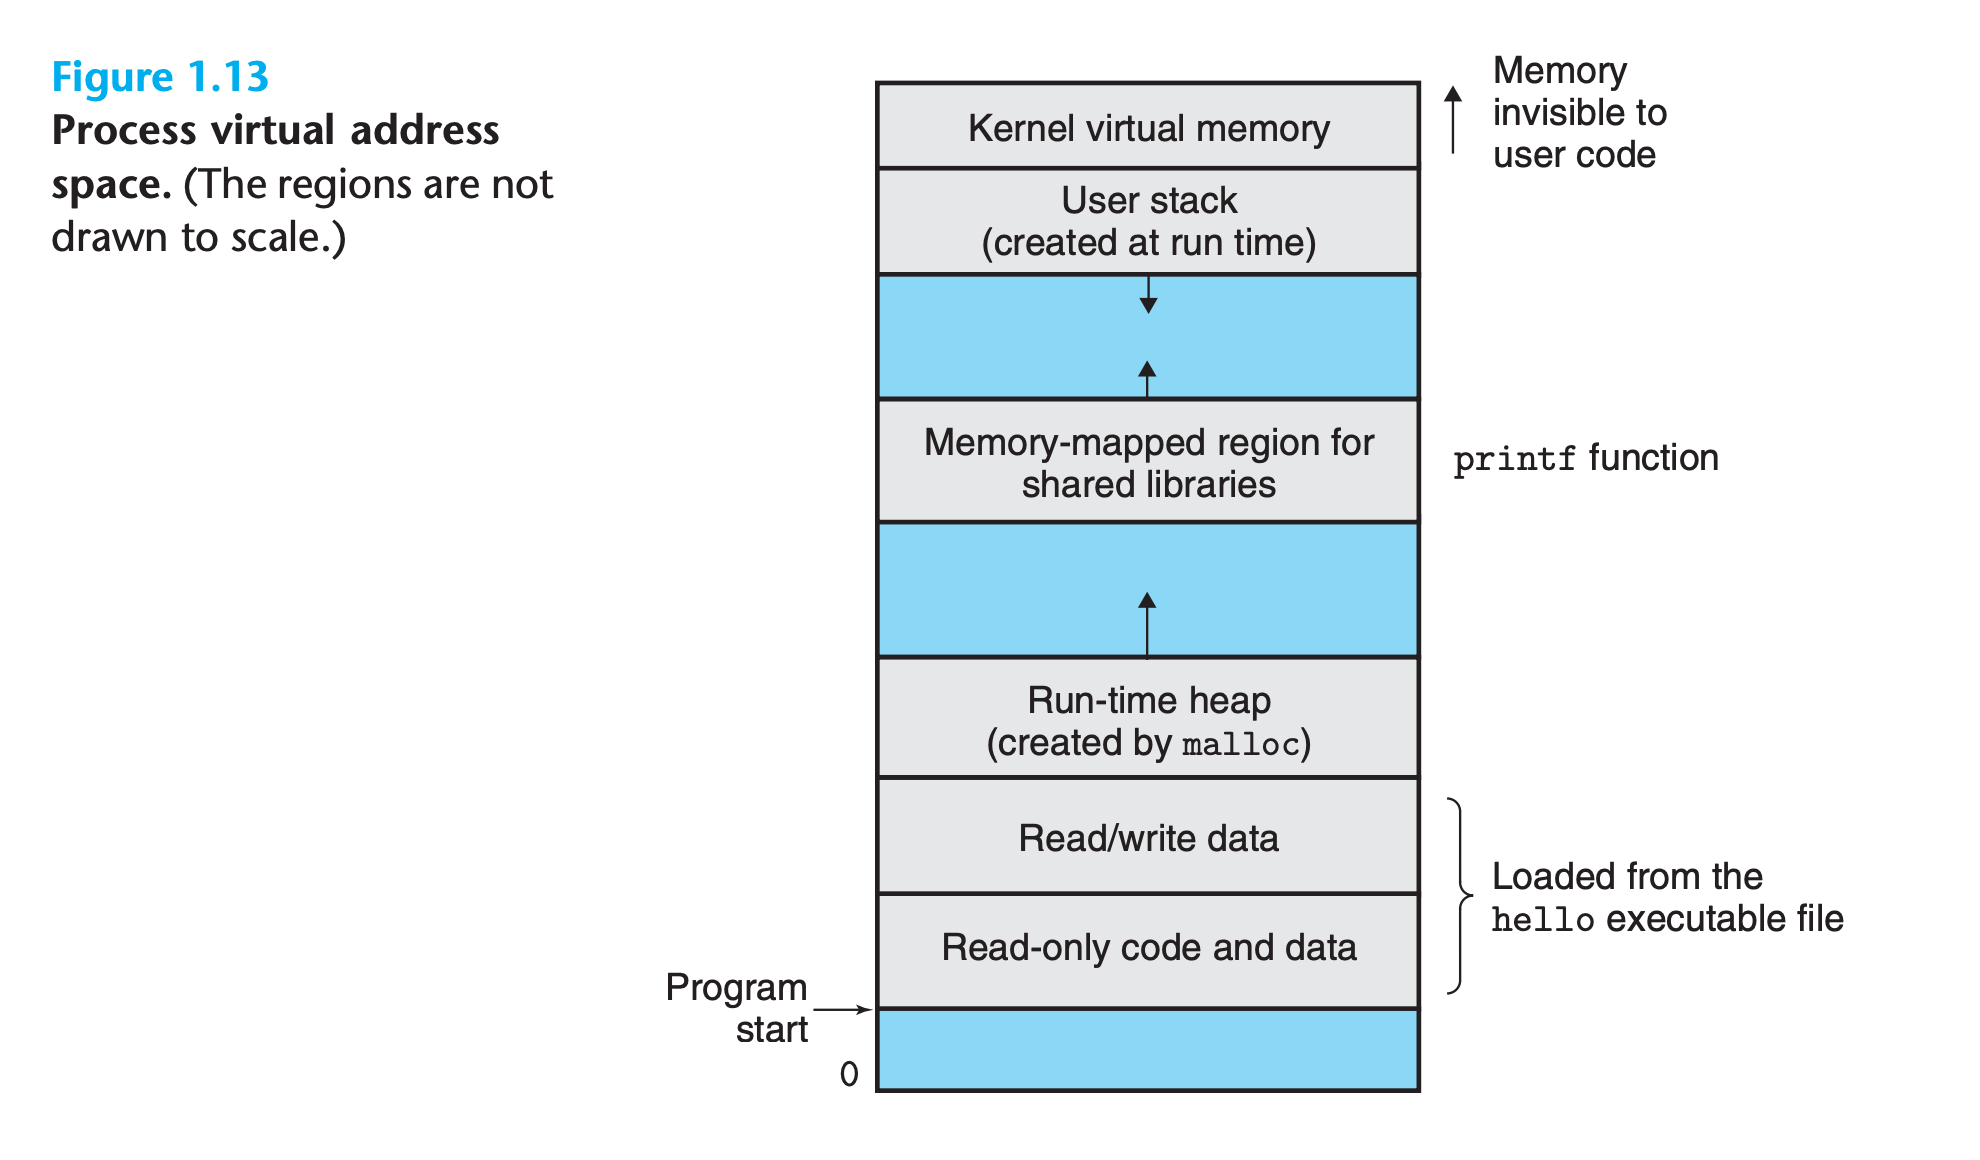 Figure 1.13
Process virtual address
space. (The regions are not
drawn to scale.)
Kernel virtual memory
Memory
invisible to
user code
User stack
(created at run time)
Memory-mapped region for
shared libraries
printf function
Run-time heap
(created by malloc)
Read/write data
Read-only code and data
Loaded from the
hello executable file
Program
start
0